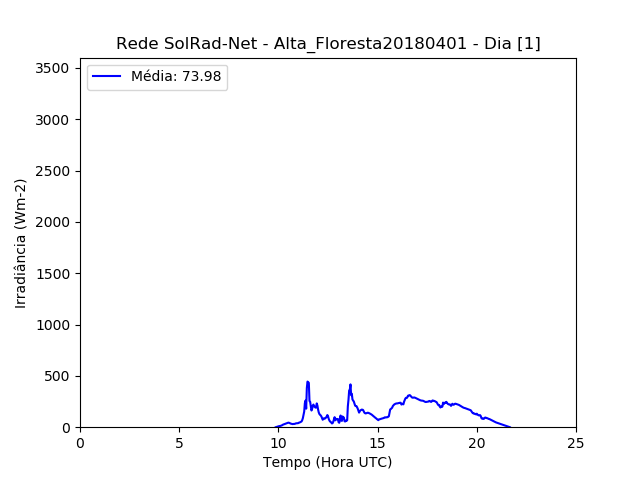 Rede SolRad-Net - Alta_Floresta20180401 - Dia [1]
Média: 73.98
Irradiância (Wm-2)
3500
3000
2500
2000
1500
1000
500
0
0 5 10 15 20 25
Tempo (Hora UTC)